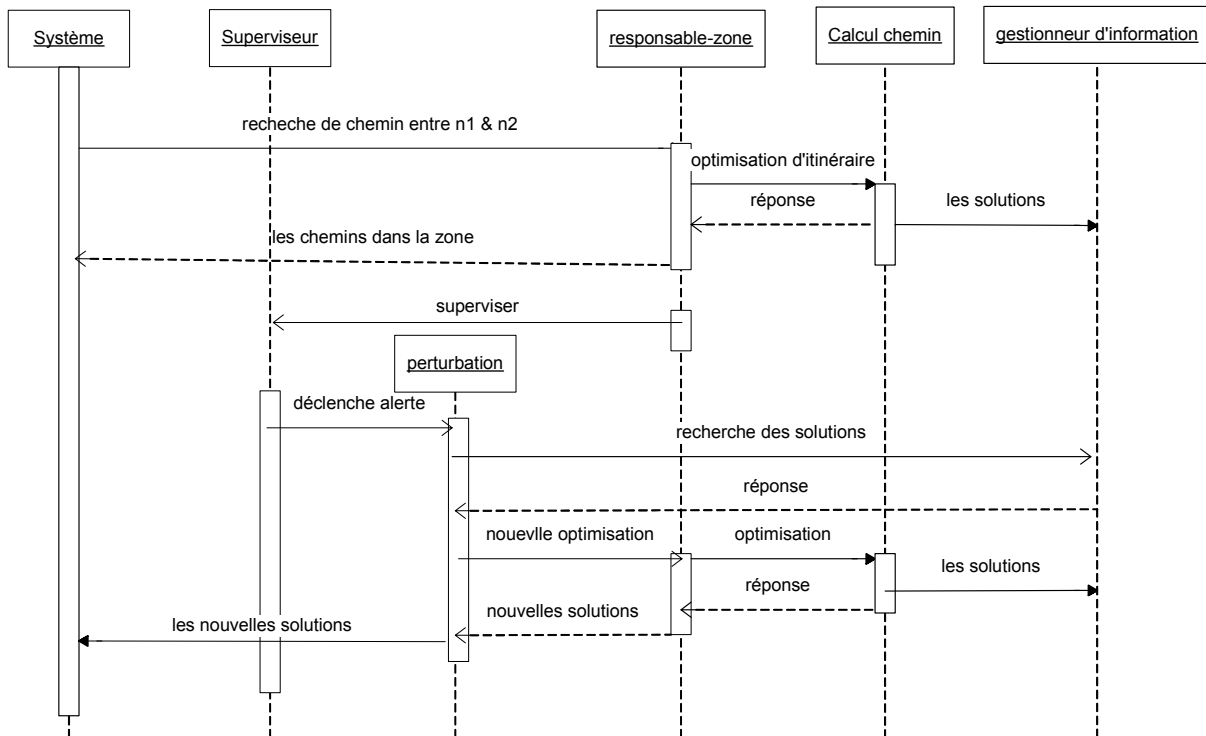 Système
Superviseur
responsable-zone
Calcul chemin
gestionneur d'information
recheche de chemin entre n1 & n2
optimisation d'itinéraire
réponse
les solutions
les chemins dans la zone
superviser
perturbation
déclenche alerte
recherche des solutions
réponse
nouevlle optimisation
optimisation
les solutions
réponse
nouvelles solutions
les nouvelles solutions